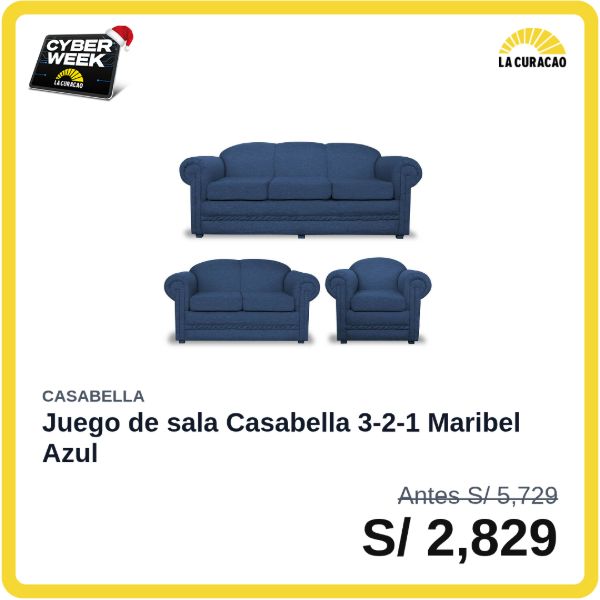 CYBER
WEEK
LA CURACAO
LA CURACAO
CASABELLA
Juego de sala Casabella 3-2-1 Maribel
Azul
Antes S/ 5,729
S/ 2,829